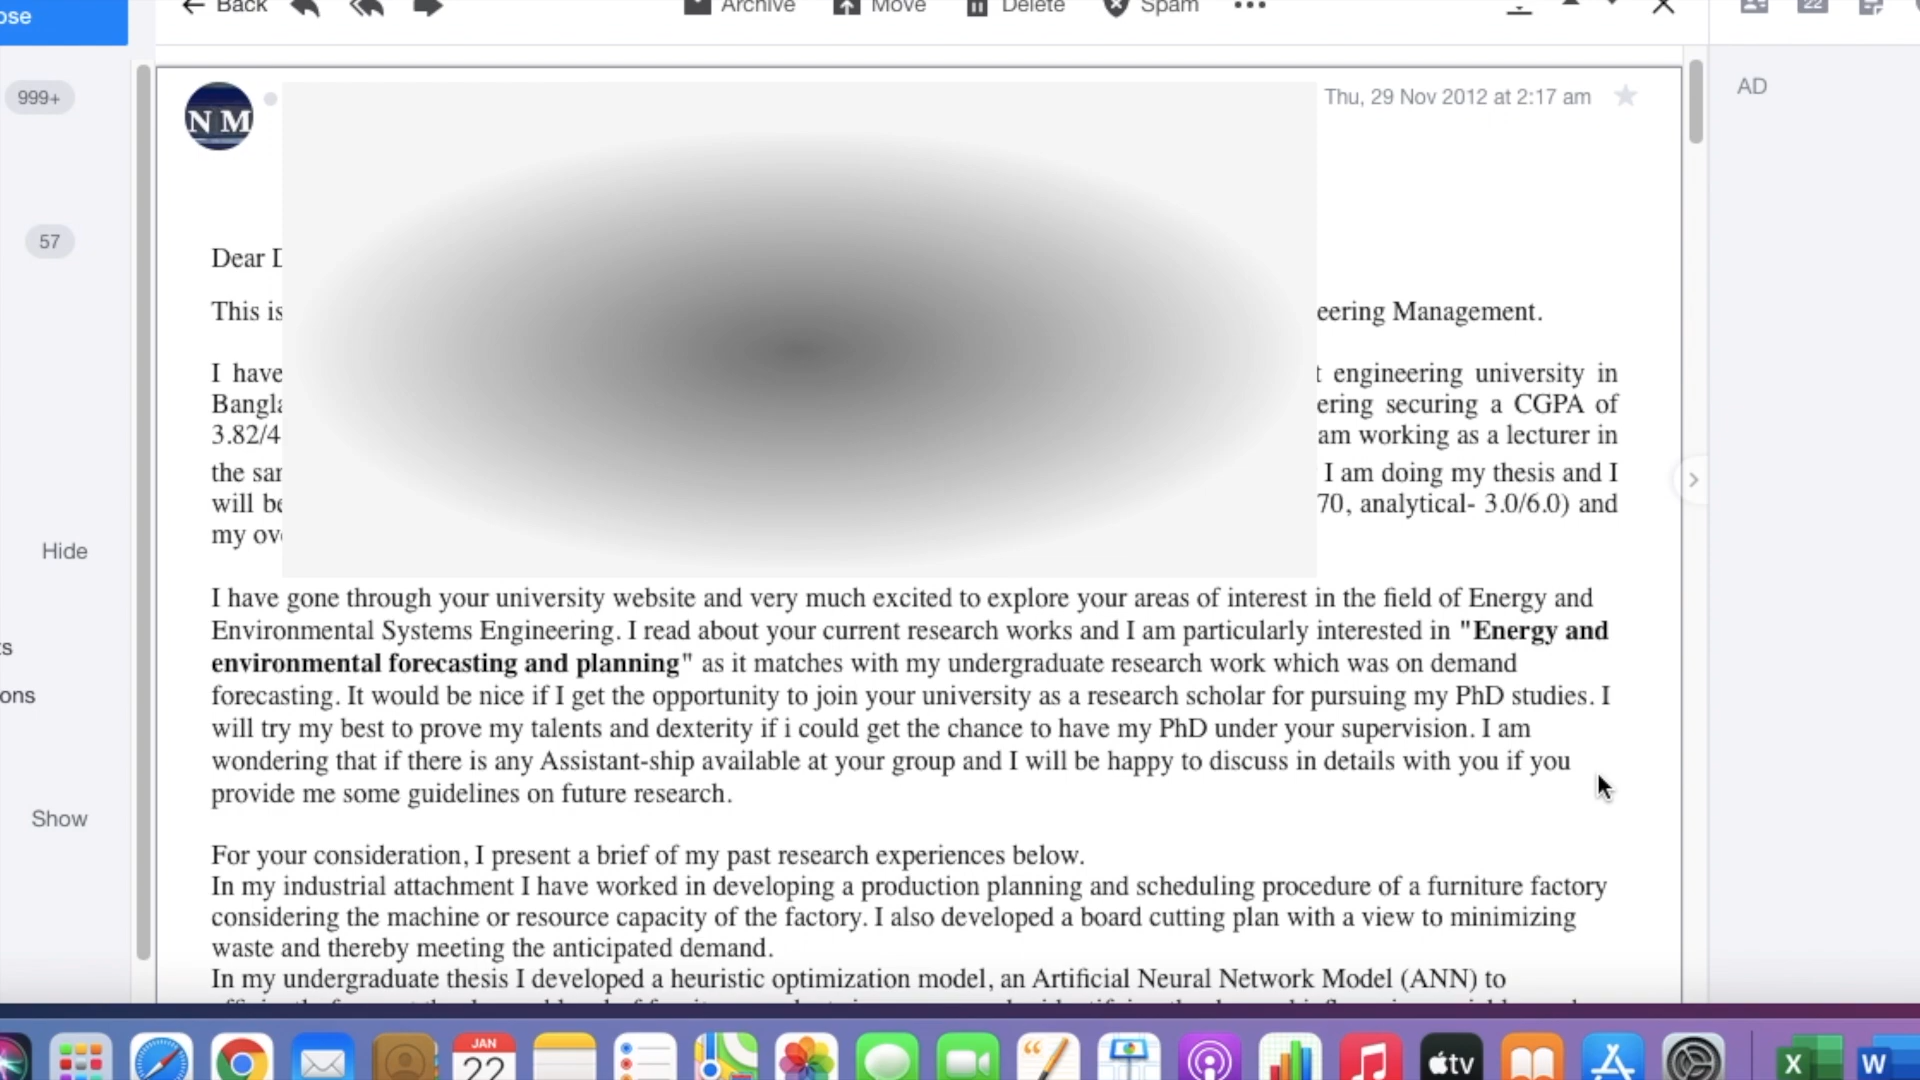 Back Archive Move Delete Spam
999+
57
Hide
Show
N M
Thu, 29 Nov 2012 at 2:17 am
AD
Dear
This is eering Management.
I have engineering university in
Bangla ering securing a CGPA of
3.82/4 am working as a lecturer in
the I am doing my thesis and I
will 70, analytical- 3.0/6.0) and
my
I have gone through your university website and very much excited to explore your areas of interest in the field of Energy and
Environmental Systems Engineering. I read about your current research works and I am particularly interested in "Energy and
environmental forecasting and planning" as it matches with my undergraduate research work which was on demand
forecasting. It would be nice if I get the opportunity to join your university as a research scholar for pursuing my PhD studies. I
will try my best to prove my talents and dexterity if i could get the chance to have my PhD under your supervision. I am
wondering that if there is any Assistant-ship available at your group and I will be happy to discuss in details with you if you
provide me some guidelines on future research.
For your consideration, I present a brief of my past research experiences below.
In my industrial attachment I have worked in developing a production planning and scheduling procedure of a furniture factory
considering the machine or resource capacity of the factory. I also developed a board cutting plan with a view to minimizing
waste and thereby meeting the anticipated demand.
In my undergraduate thesis I developed a heuristic optimization model, an Artificial Neural Network Model (ANN) to
JAN
22
tv
X
W